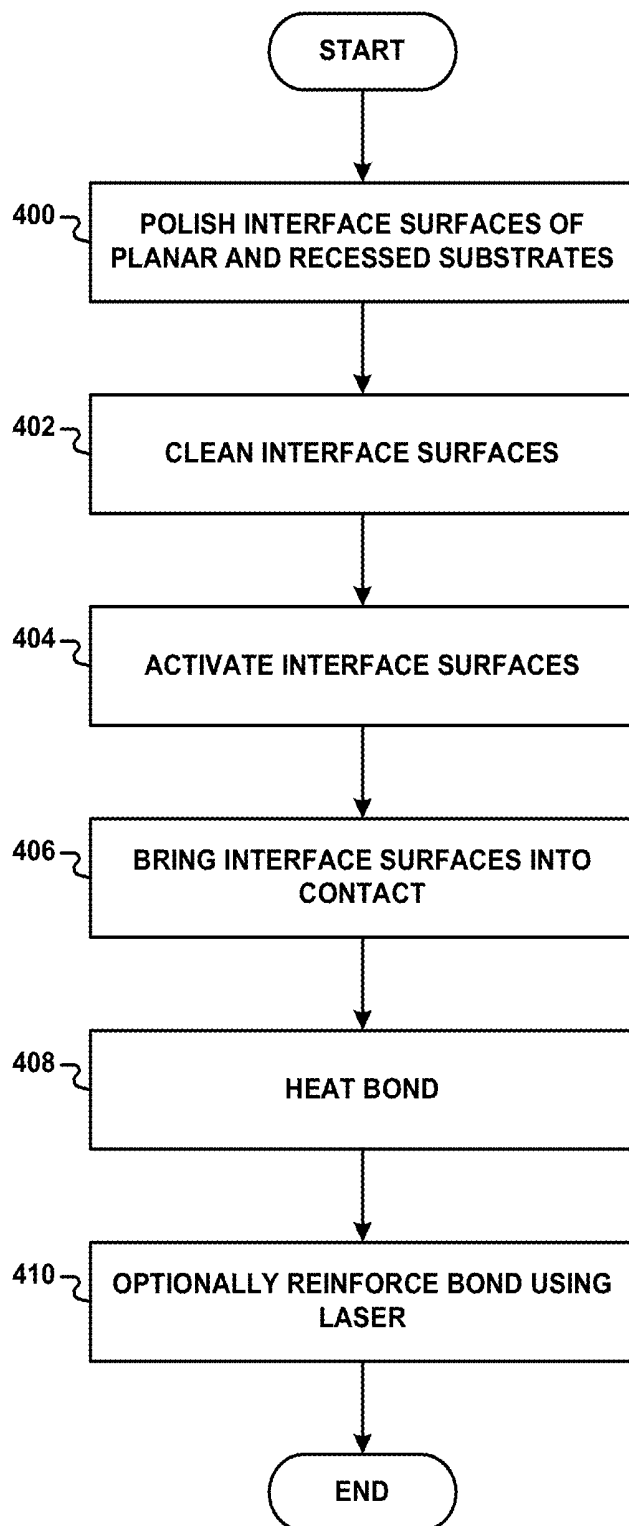 START
400
POLISH INTERFACE SURFACES OF
PLANAR AND RECESSED SUBSTRATES
402
CLEAN INTERFACE SURFACES
404
ACTIVATE INTERFACE SURFACES
406
BRING INTERFACE SURFACES INTO
CONTACT
408
HEAT BOND
410
OPTIONALLY REINFORCE BOND USING
LASER
END